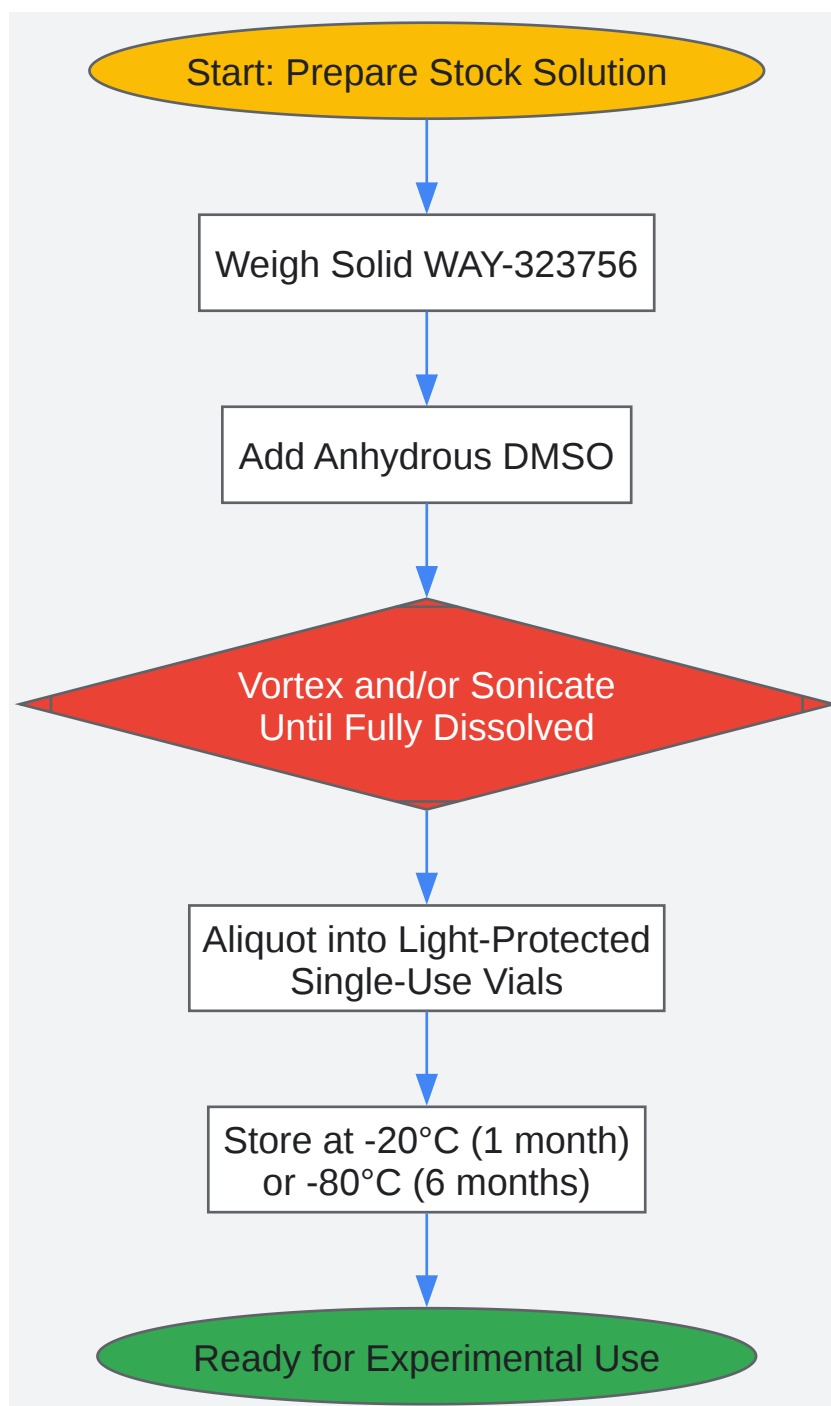 Start: Prepare Stock Solution
Weigh Solid WAY-323756
Add Anhydrous DMSO
Vortex and/or Sonicate
Until Fully Dissolved
Aliquot into Light-Protected
Single-Use Vials
Store at -20°C (1 month)
or -80°C (6 months)
Ready for Experimental Use